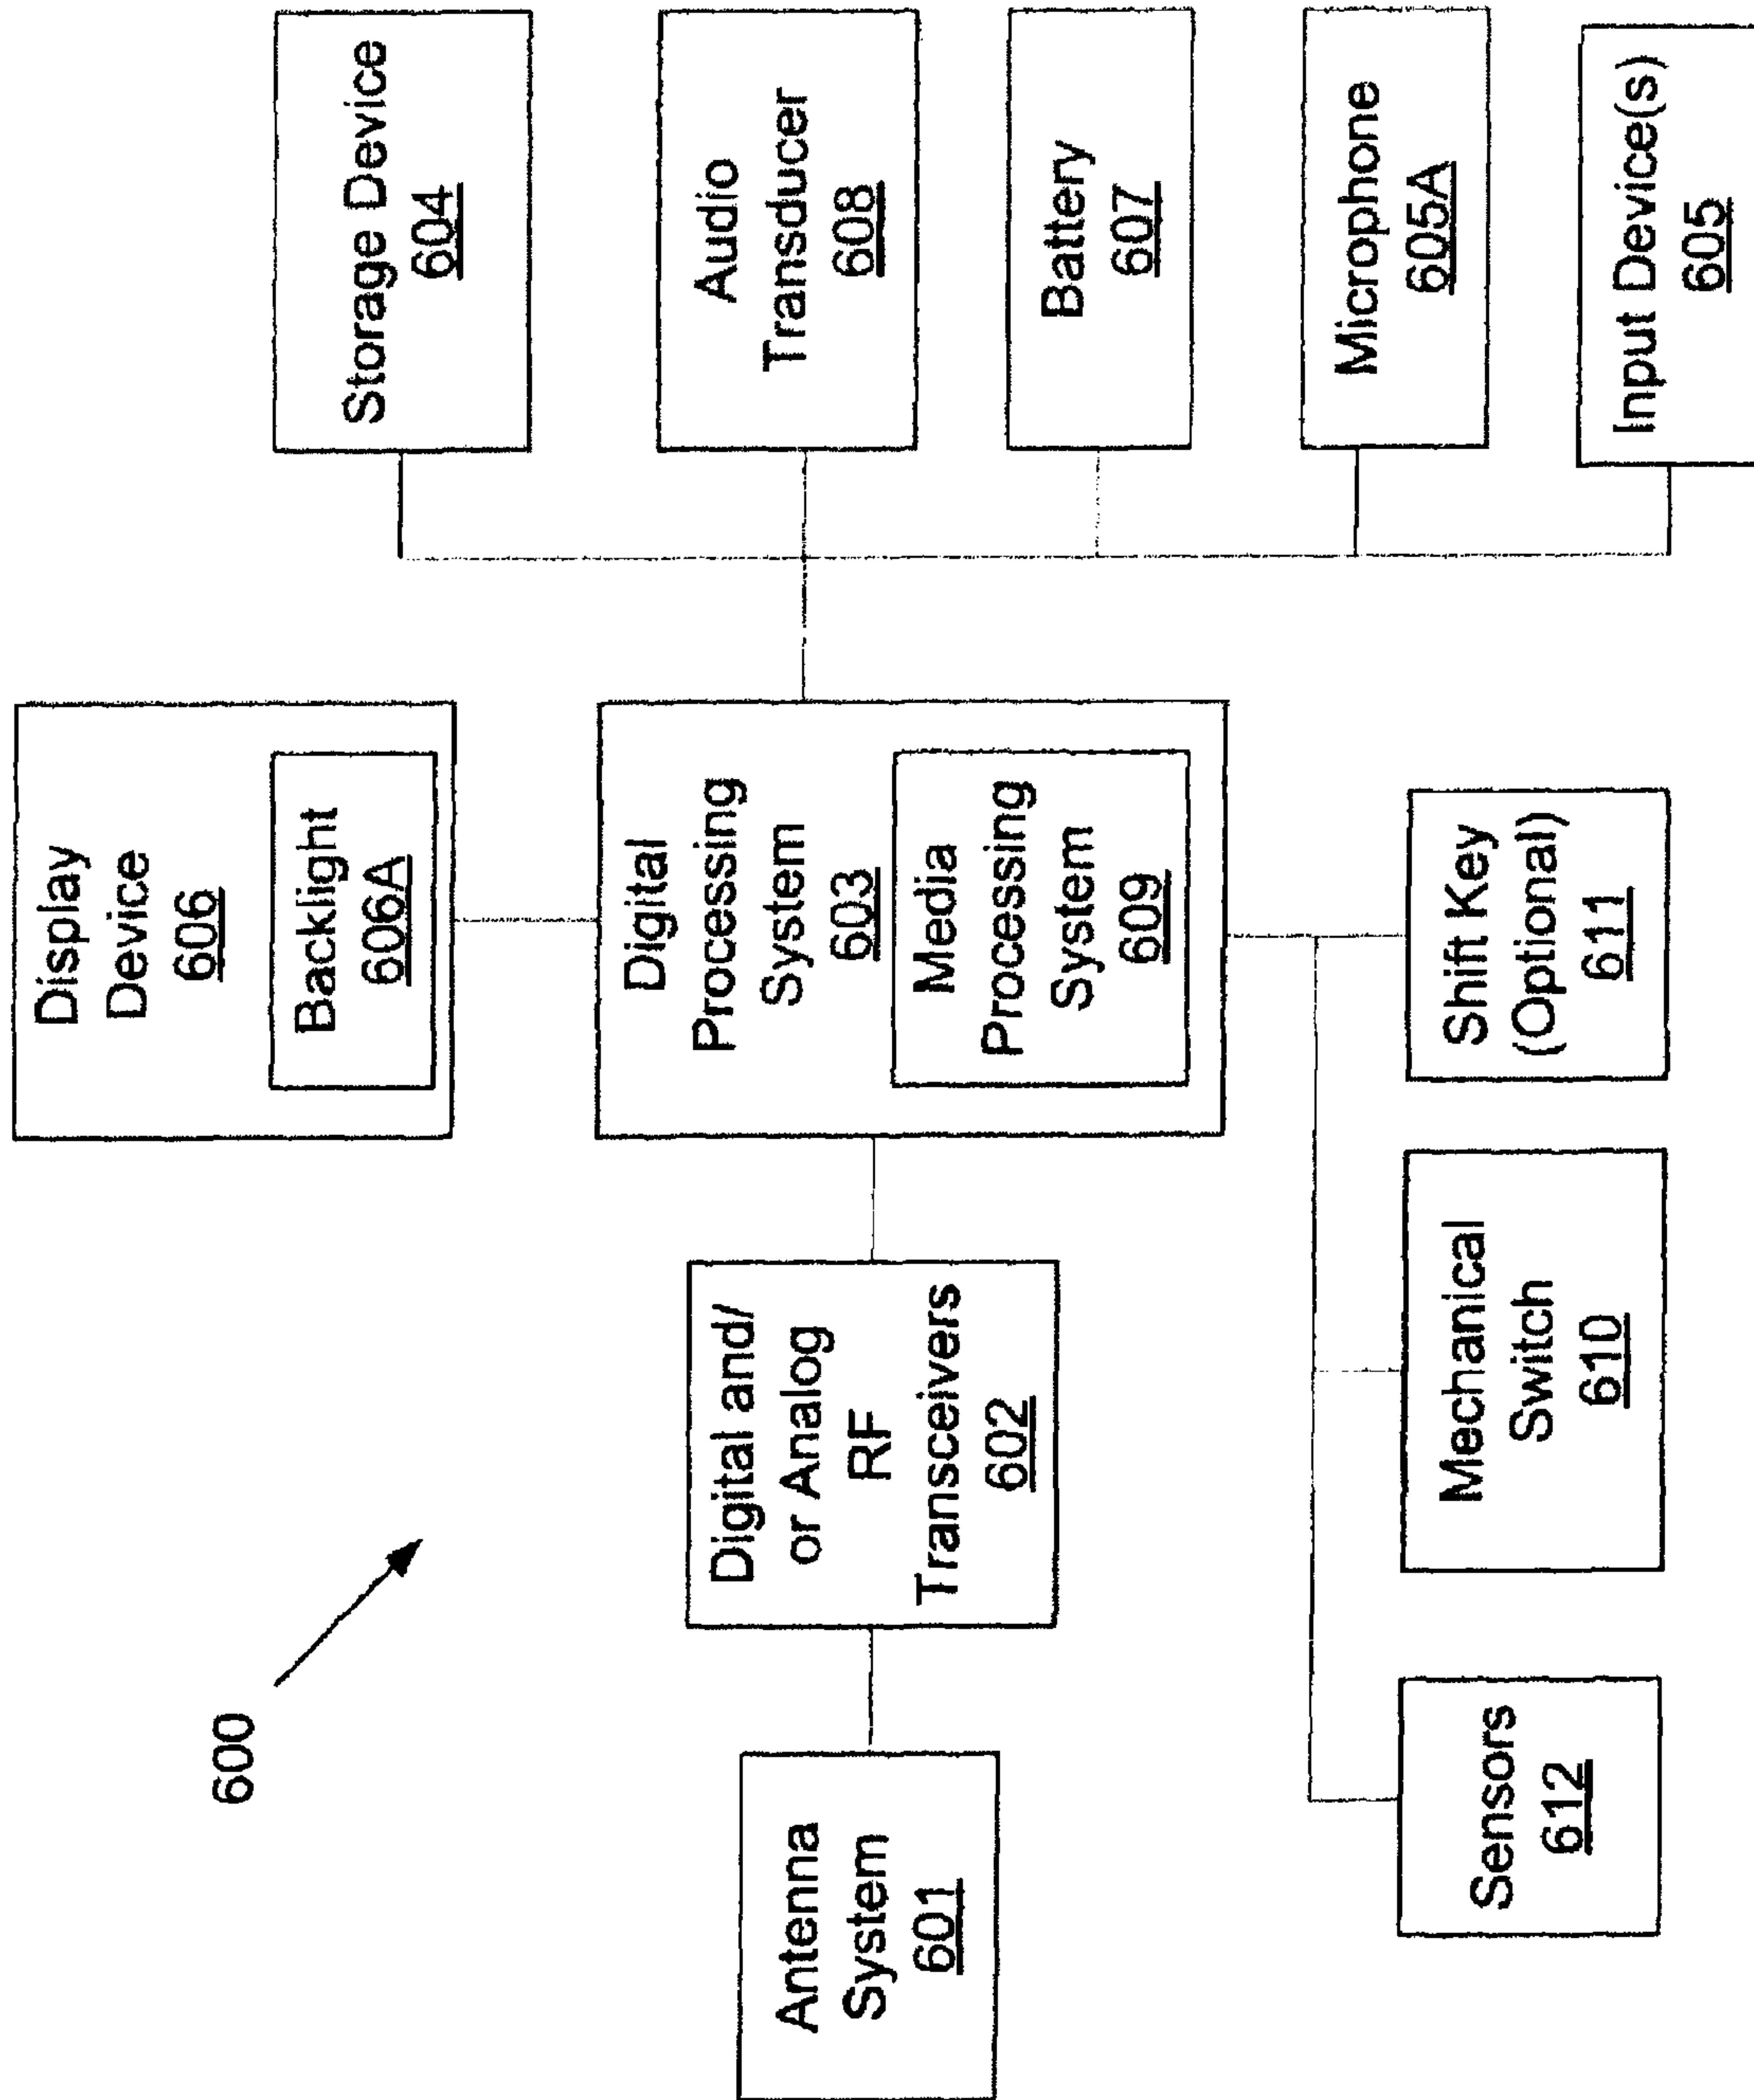 600
Display
Device
606
Backlight
606A
Storage Device
604
Antenna
System
601
Digital and/
or Analog
RF
Transceivers
602
Digital
Processing
System
603
Media
Processing
System
609
Audio
Transducer
608
Battery
607
Microphone
605A
Input Device(s)
605
Sensors
612
Mechanical
Switch
610
Shift Key
(Optional)
611